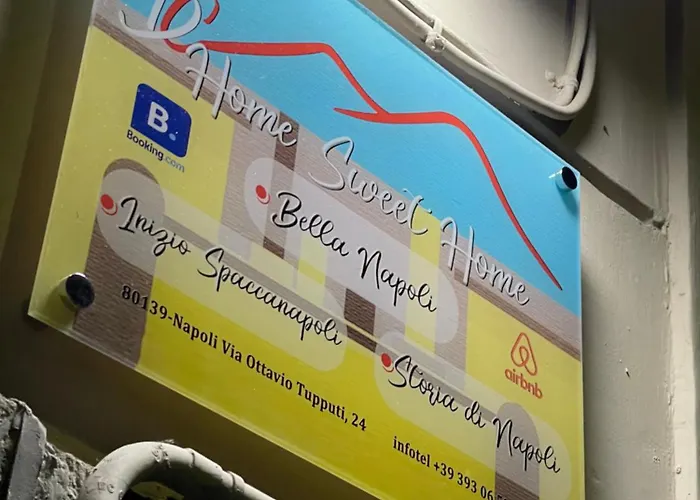 Home Sweet Home
B.
Booking.com
Bella Napoli
Inizio Spaccanapoli
airbnb
Storia di Napoli
80139-Napoli Via Ottavio Tupputi, 24
infotel +39 393 06